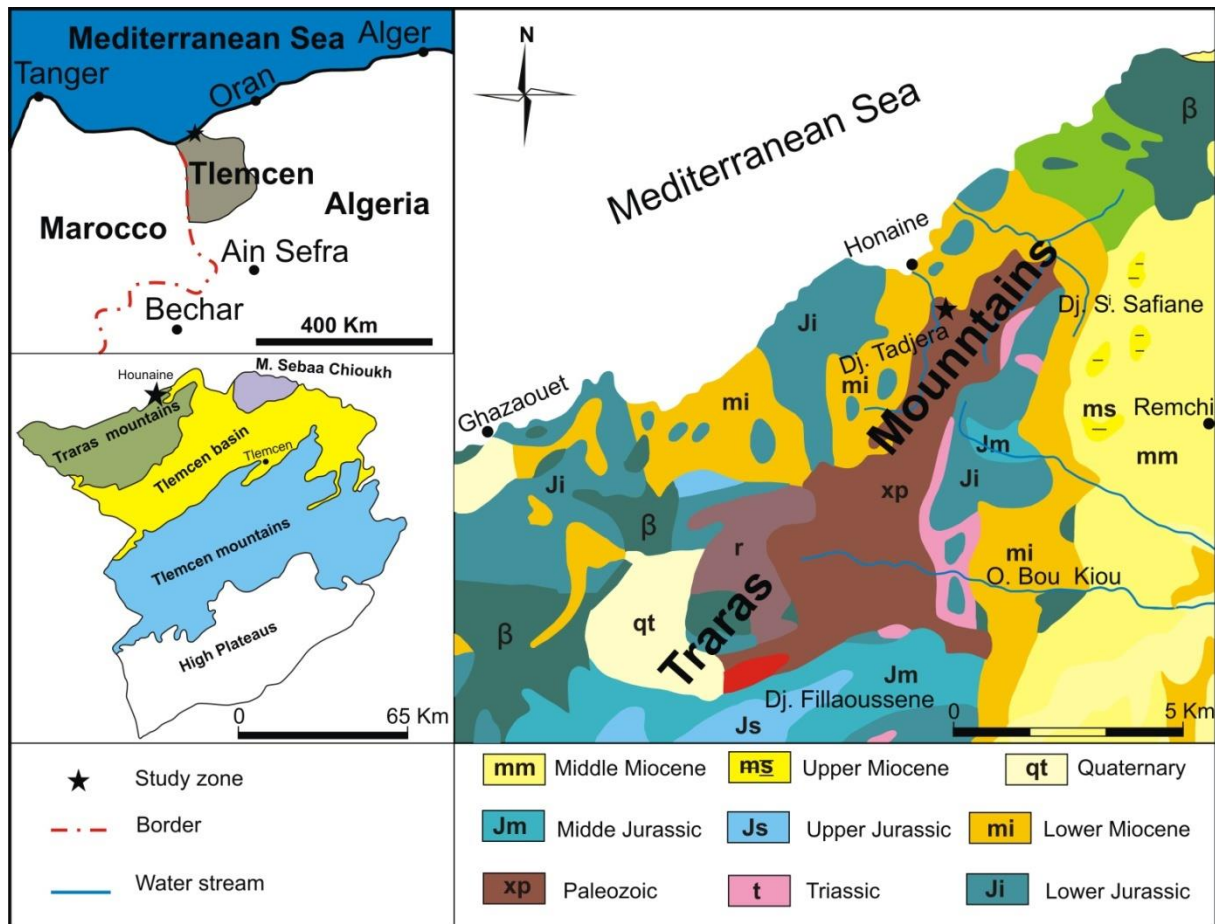 Mediterranean Sea
Alger
Tanger
Oran
Tlemcen
Marocco
Algeria
Ain Sefra
Bechar
400 Km
Hounaine
M. Sebaa Chioukh
Traras mountains
Tlemcen basin
Tlemcen
Tlemcen mountains
High Plateaus
0
65 Km
Study zone
Border
Water stream
N
Mediterranean Sea
β
Honaine
Ji
Dj. Tadjera
mi
Dj. Si. Safiane
Ghazaouet
mi
Traras Mounntains
ms
Remchi
mm
Jm
Ji
Ji
xp
β
r
mi
O. Bou Kiou
qt
β
Jm
Dj. Fillaoussene
Js
0
5 Km
mm Middle Miocene
ms Upper Miocene
qt Quaternary
Jm Midde Jurassic
Js Upper Jurassic
mi Lower Miocene
xp Paleozoic
t Triassic
Ji Lower Jurassic